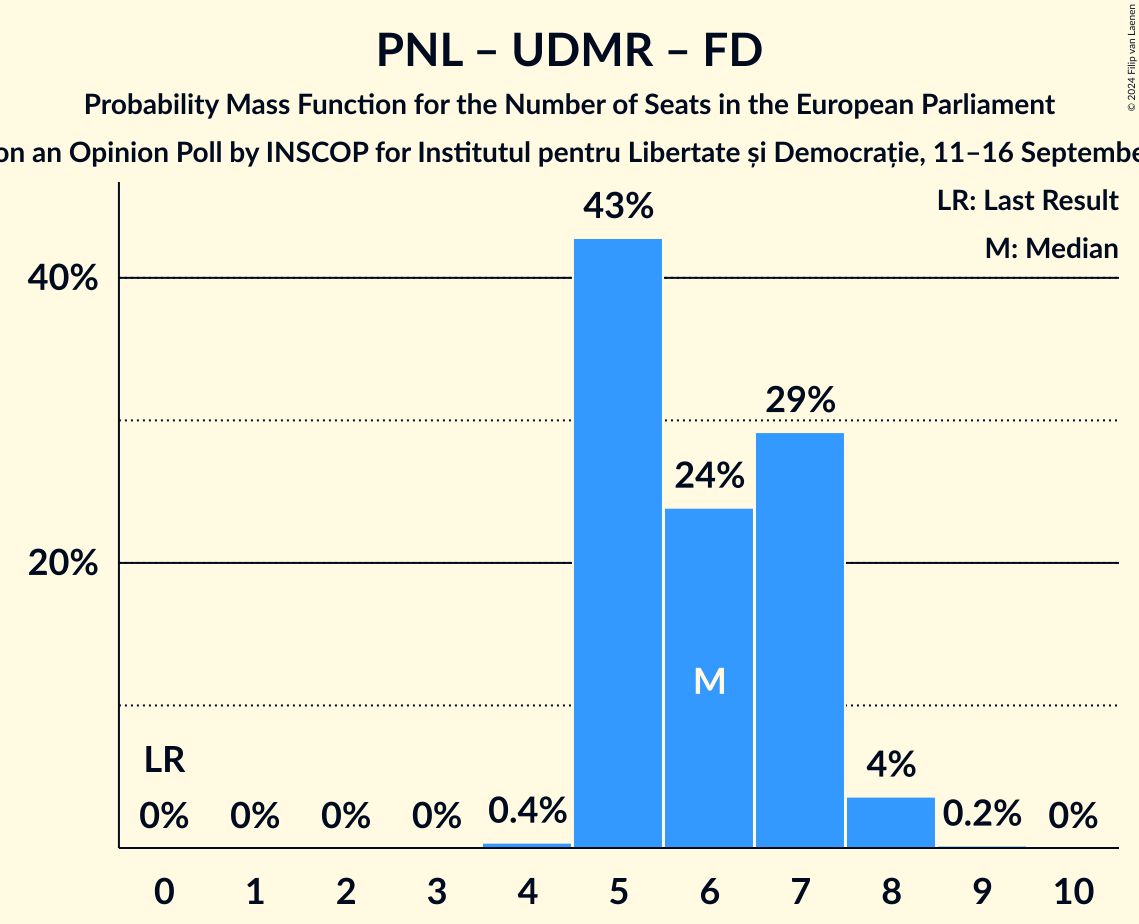 PNL – UDMR – FD
Probability Mass Function for the Number of Seats in the European Parliament
on an Opinion Poll by INSCOP for Institutul pentru Libertate și Democrație, 11–16 Septembe
© 2024 Filip van Laenen
LR: Last Result
M: Median
40%
20%
43%
29%
24%
M
LR
0% 0% 0% 0% 0.4% 4% 0.2% 0%
0 1 2 3 4 5 6 7 8 9 10